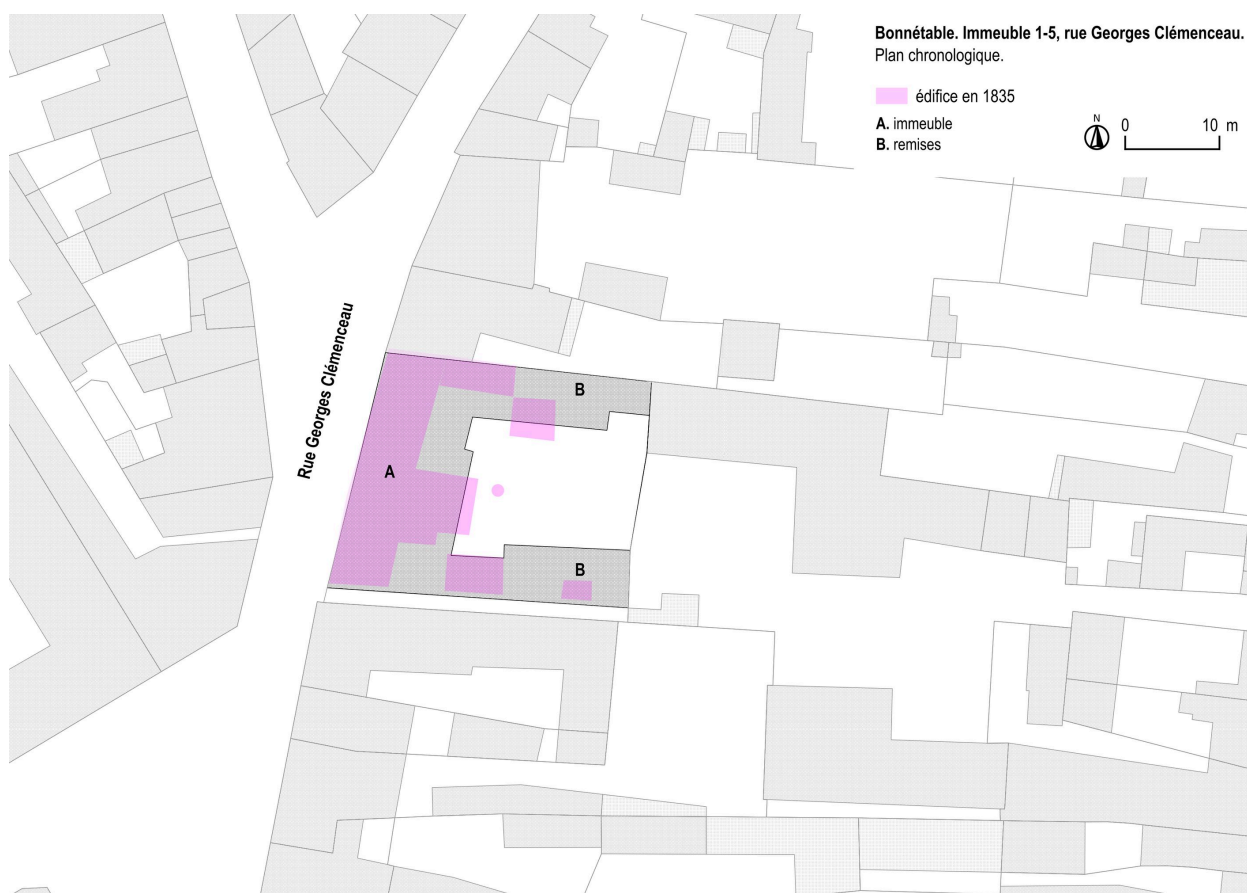 Bonnétable. Immeuble 1-5, rue Georges Clémenceau.
Plan chronologique.
édifice en 1835
A. immeuble
B. remises
N
0 10 m
Rue Georges Clémenceau
B
A
B